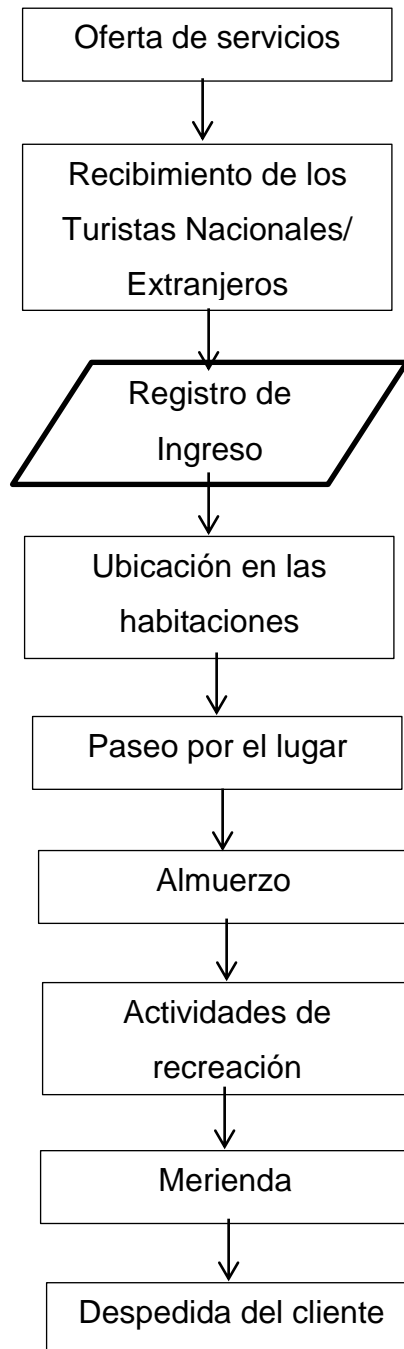 Oferta de servicios
Recibimiento de los
Turistas Nacionales/
Extranjeros
Registro de
Ingreso
Ubicación en las
habitaciones
Paseo por el lugar
Almuerzo
Actividades de
recreación
Merienda
Despedida del cliente